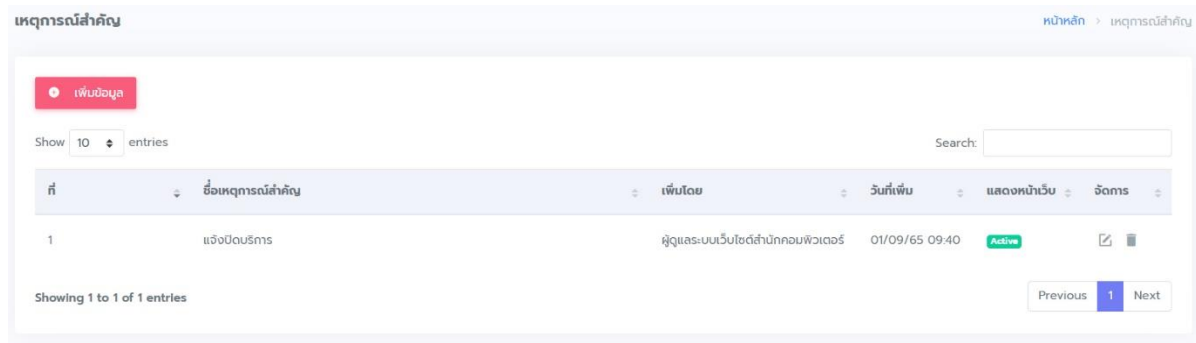 เหตุการณ์สำคัญ หน้าหลัก > เหตุการณ์สำคัญ
เพิ่มข้อมูล
Show 10 entries Search:
ที่ ชื่อเหตุการณ์สำคัญ เพิ่มโดย วันที่เพิ่ม แสดงหน้าเว็บ จัดการ
1 แจ้งปิดบริการ ผู้ดูแลระบบเว็บไซต์สำนักคอมพิวเตอร์ 01/09/65 09:40 Active
Showing 1 to 1 of 1 entries Previous 1 Next